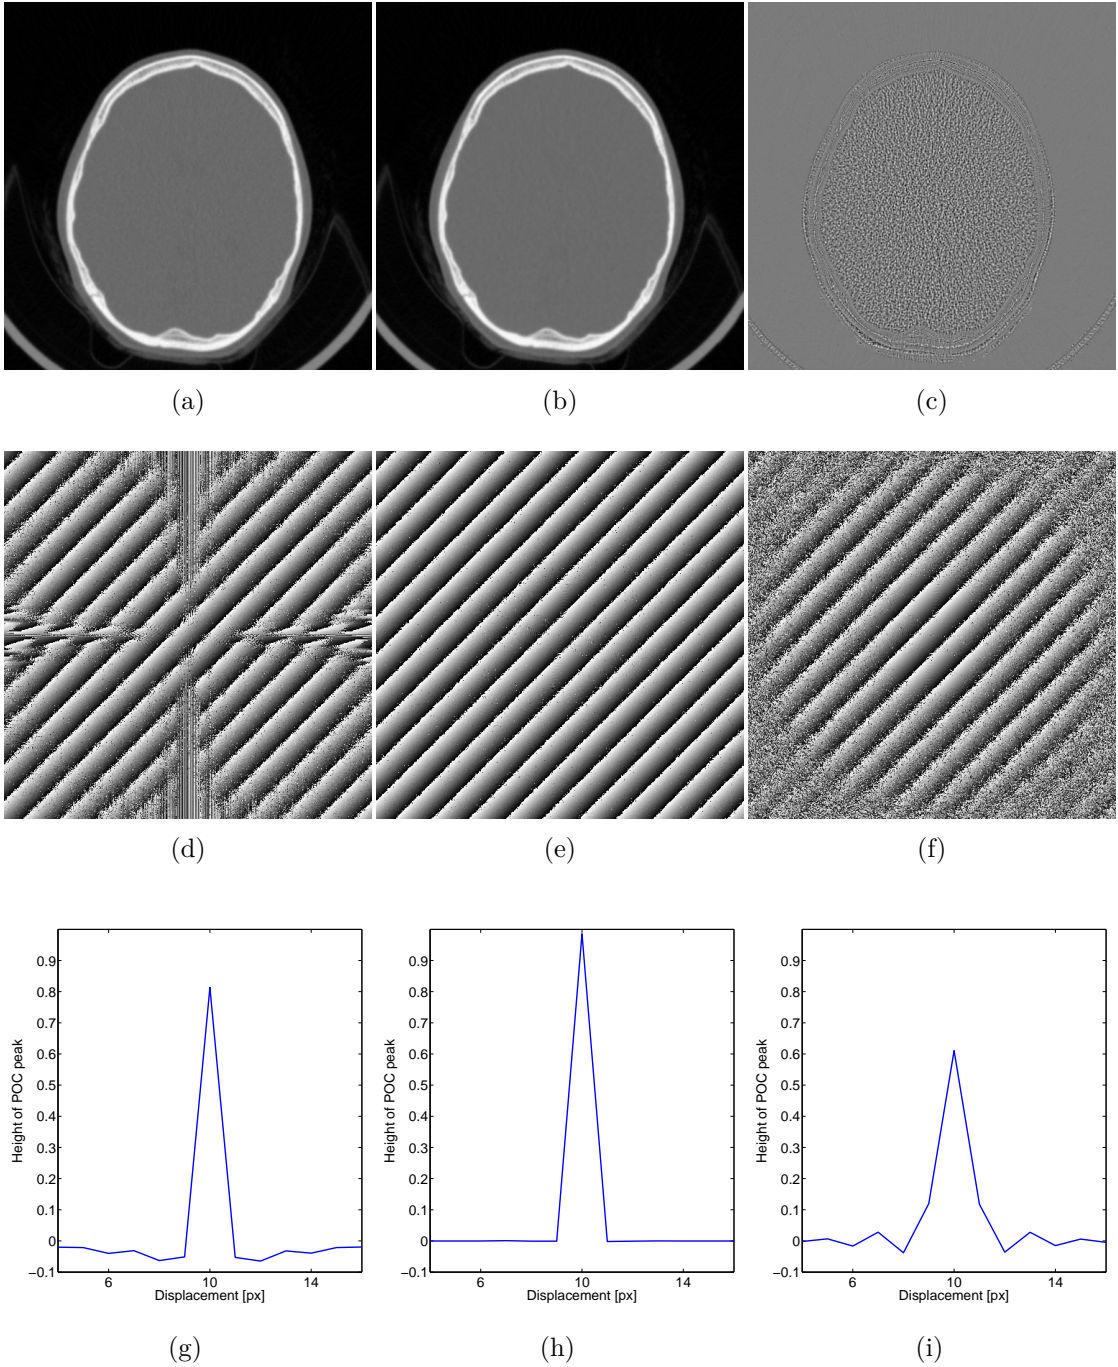 (a) (b) (c)
(d) (e) (f)
0.9 0.9 0.9
0.8 0.8 0.8
0.7 0.7 0.7
0.6 0.6 0.6
0.5 0.5 0.5
0.4 0.4 0.4
0.3 0.3 0.3
0.2 0.2 0.2
0.1 0.1 0.1
0 0 0
−0.1 −0.1 −0.1
Height of POC peak Height of POC peak Height of POC peak
6 10 14 6 10 14 6 10 14
Displacement [px] Displacement [px] Displacement [px]
(g) (h) (i)